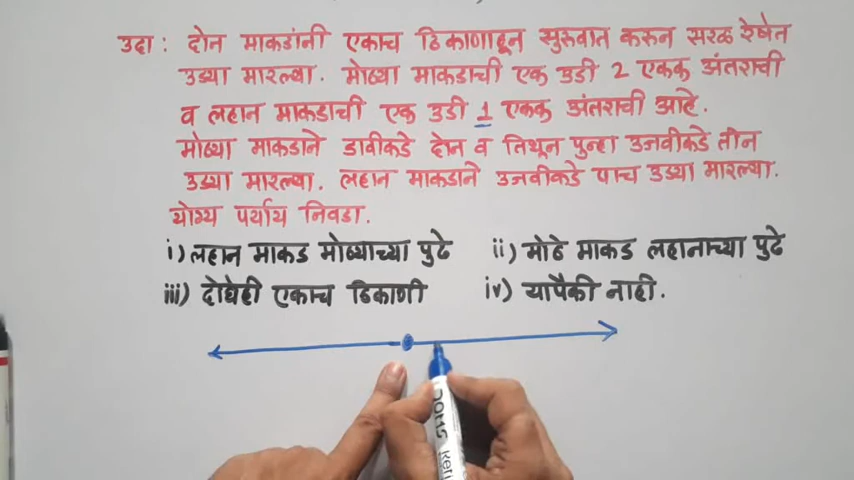 उदा : दोन माकडांनी एकाच ठिकाणाहून सुरुवात करुन सरळ रेषेत
उड्या मारल्या. मोठ्या माकडाची एक उडी 2 एकक अंतराची
व लहान माकडाची एक उडी 1 एकक अंतराची आहे.
मोठ्या माकडाने डावीकडे दोन व तिथून पुन्हा उजवीकडे तीन
उड्या मारल्या. लहान माकडाने उजवीकडे पाच उड्या मारल्या.
योग्य पर्याय निवडा.
i) लहान माकड मोठ्याच्या पुढे ii) मोठे माकड लहानाच्या पुढे
iii) दोघेही एकाच ठिकाणी iv) यापैकी नाही.
DOMS